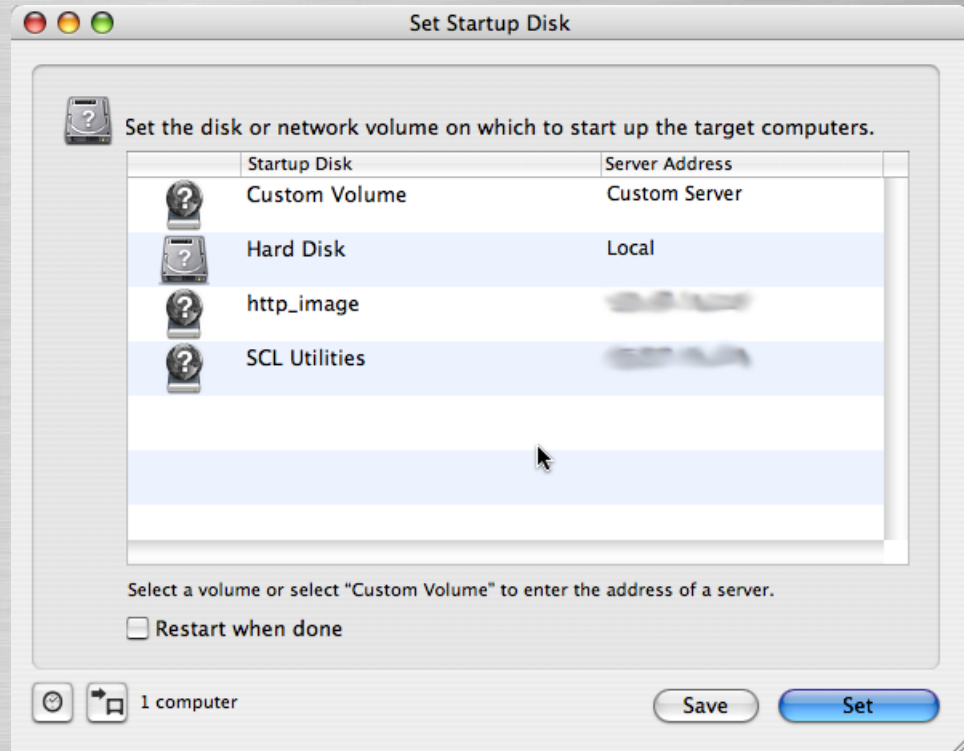 Set Startup Disk
Set the disk or network volume on which to start up the target computers.
Startup Disk Server Address
Custom Volume Custom Server
Hard Disk Local
http_image
SCL Utilities
Select a volume or select “Custom Volume” to enter the address of a server.
Restart when done
1 computer Save Set